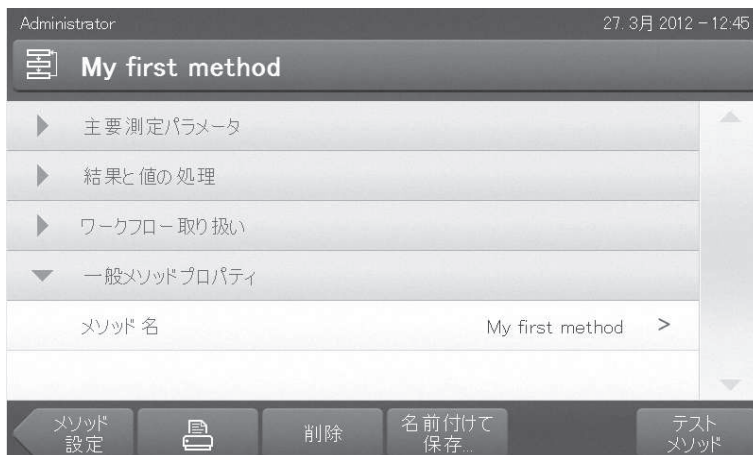 Administrator
27. 3月 2012 - 12:45
My first method
主要測定パラメータ
結果と値の処理
ワークフロー取り扱い
一般メソッドプロパティ
メソッド名
My first method >
メソッド
設定
削除
名前付けて
保存...
テスト
メソッド